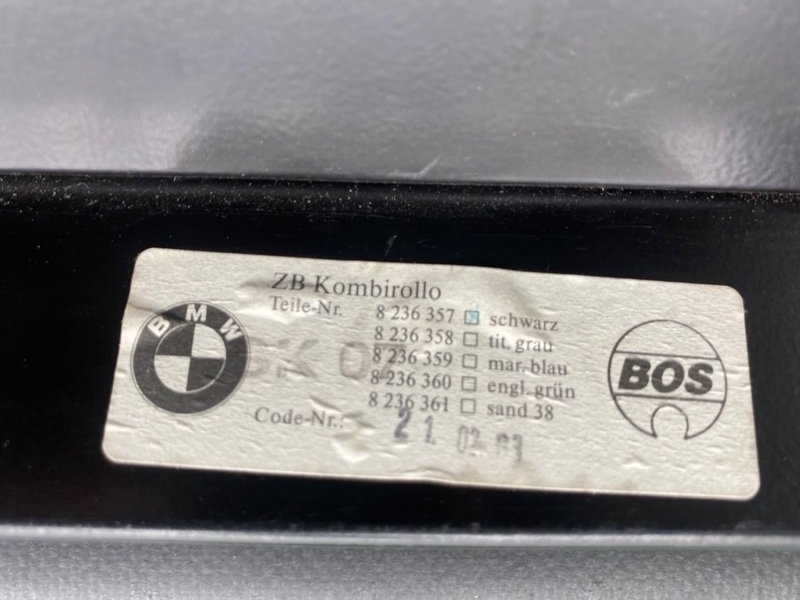 ZB Kombirollo
Teile-Nr. 8 236 357 schwarz
8 236 358 tit. grau
8 236 359 mar. blau
8 236 360 engl. grün
8 236 361 sand 38
Code-Nr.:
21. 02.
BMW
BOS